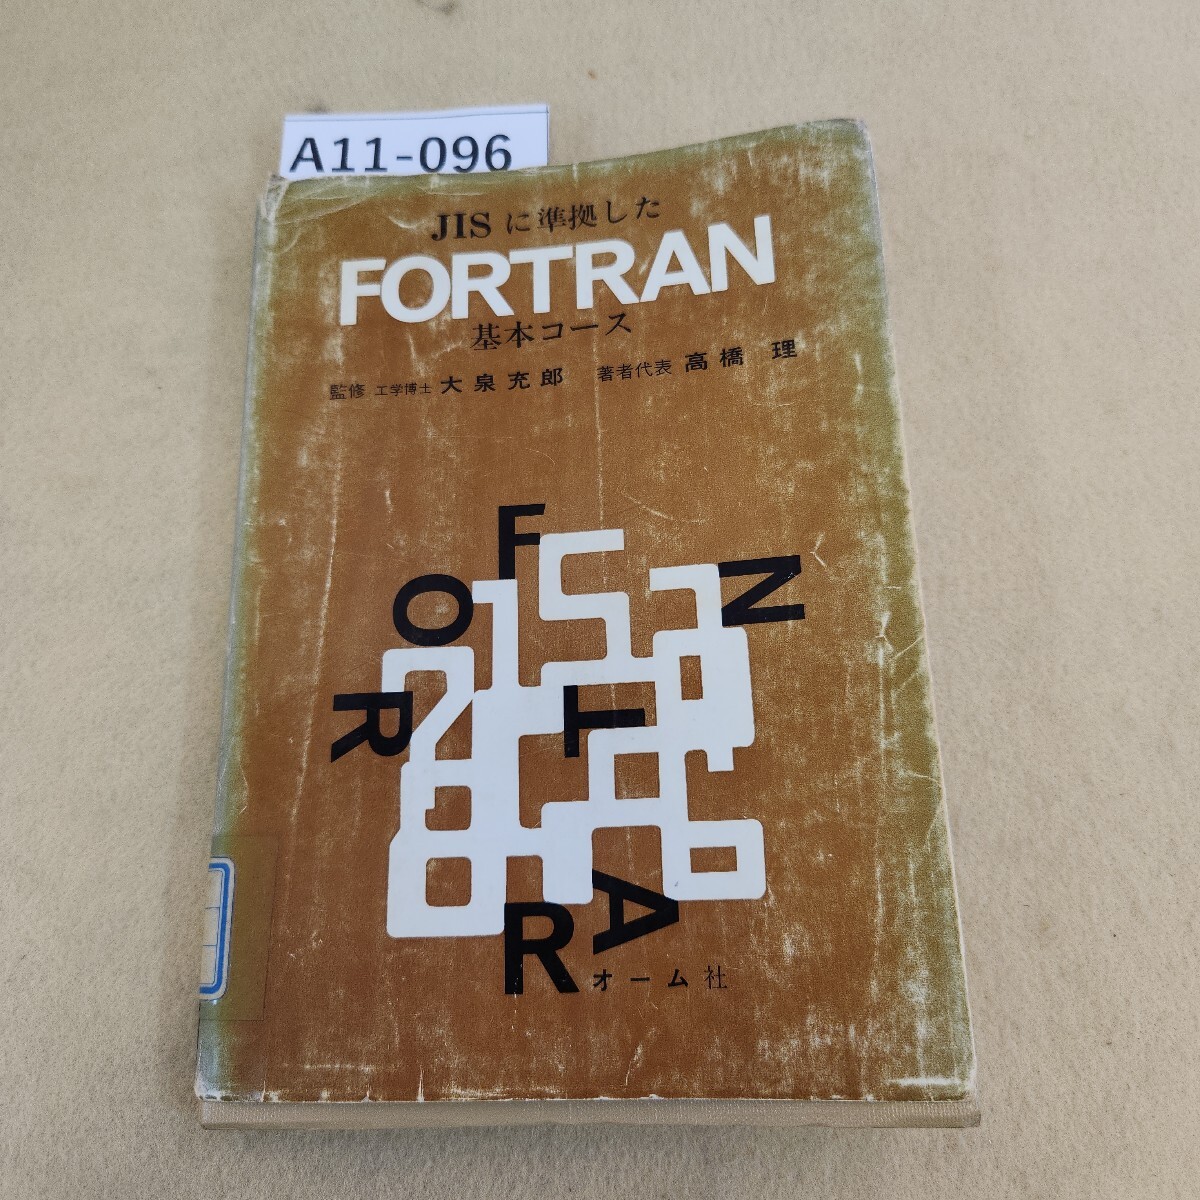 A11-096
JISに準拠した
FORTRAN
基本コース
監修 工学博士 大泉充郎 著者代表 高橋 理
F
O
N
R
T
A
R
オーム社